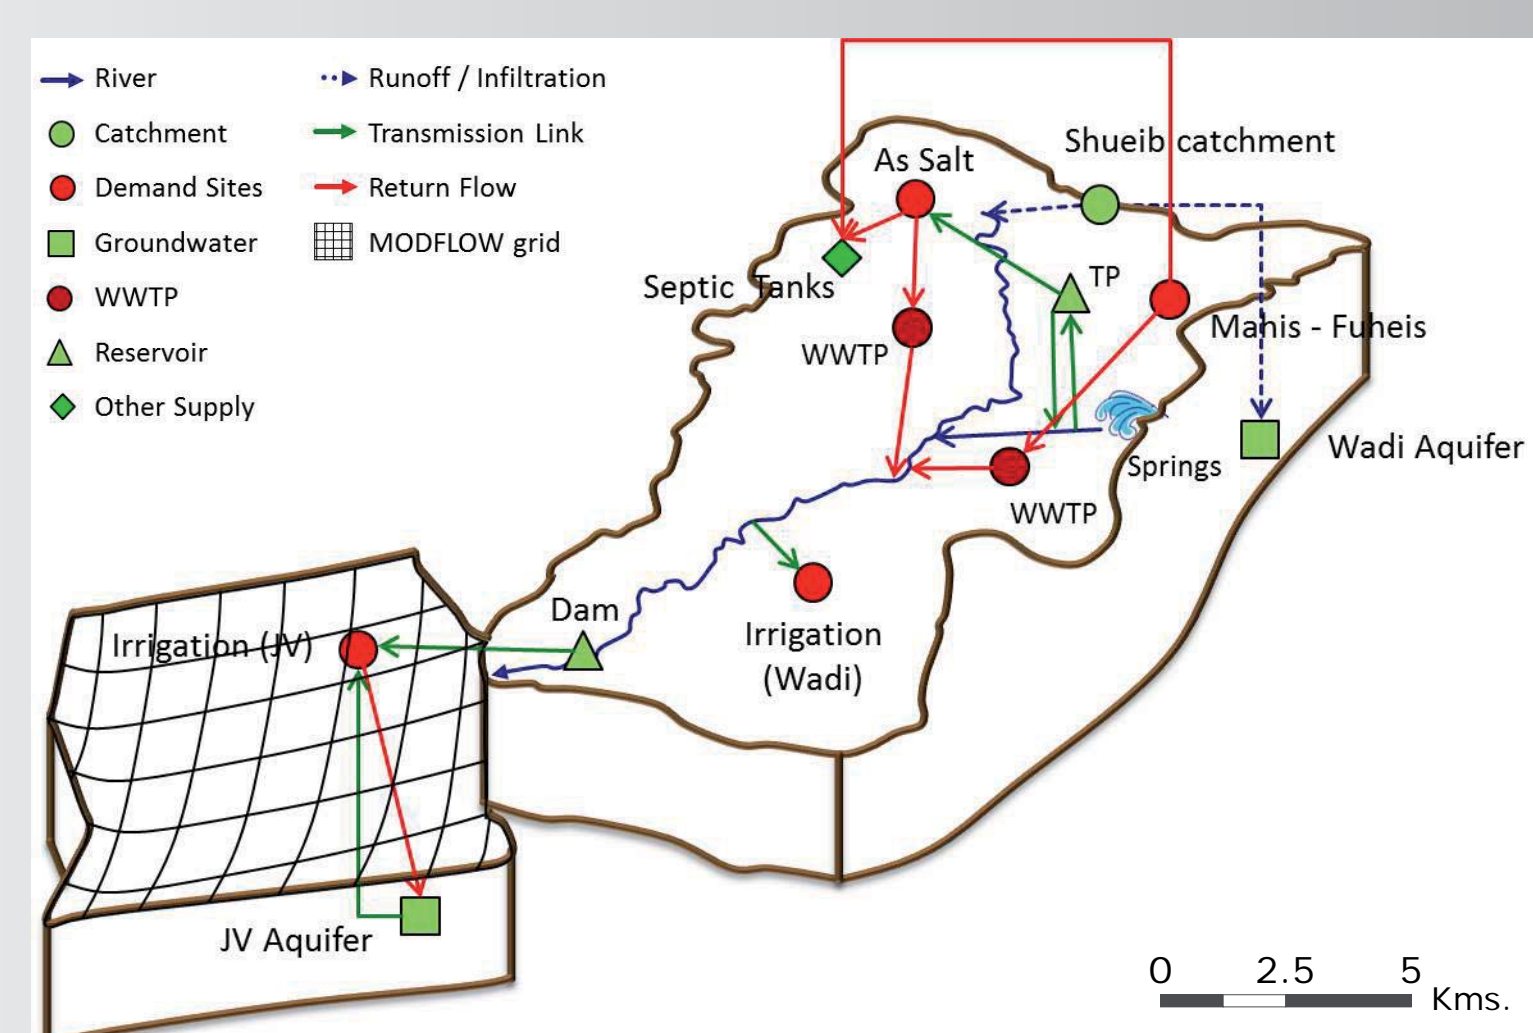 River
Catchment
Demand Sites
Groundwater
WWTP
Reservoir
Other Supply
Runoff / Infiltration
Transmission Link
Return Flow
MODFLOW grid
Shueib catchment
As Salt
Septic Tanks
TP
WWTP
Mahis - Fuheis
Wadi Aquifer
Springs
WWTP
Dam
Irrigation
(Wadi)
Irrigation (JV)
JV Aquifer
0 2.5 5
Kms.